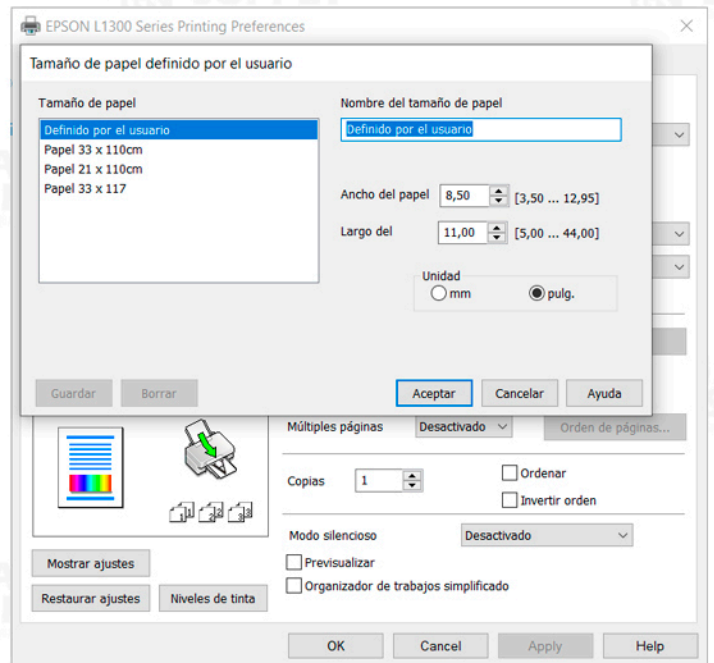 EPSON L1300 Series Printing Preferences
Tamaño de papel definido por el usuario
Tamaño de papel
Definido por el usuario
Papel 33 x 110cm
Papel 21 x 110cm
Papel 33 x 117
Nombre del tamaño de papel
Definido por el usuario
Ancho del papel 8,50 [3,50 ... 12,95]
Largo del 11,00 [5,00 ... 44,00]
Unidad
mm pulg.
Guardar Borrar Aceptar Cancelar Ayuda
Múltiples páginas Desactivado Orden de páginas...
Copias 1 Ordenar
Invertir orden
Modo silencioso Desactivado
Previsualizar
Organizador de trabajos simplificado
Mostrar ajustes
Restaurar ajustes Niveles de tinta
OK Cancel Apply Help